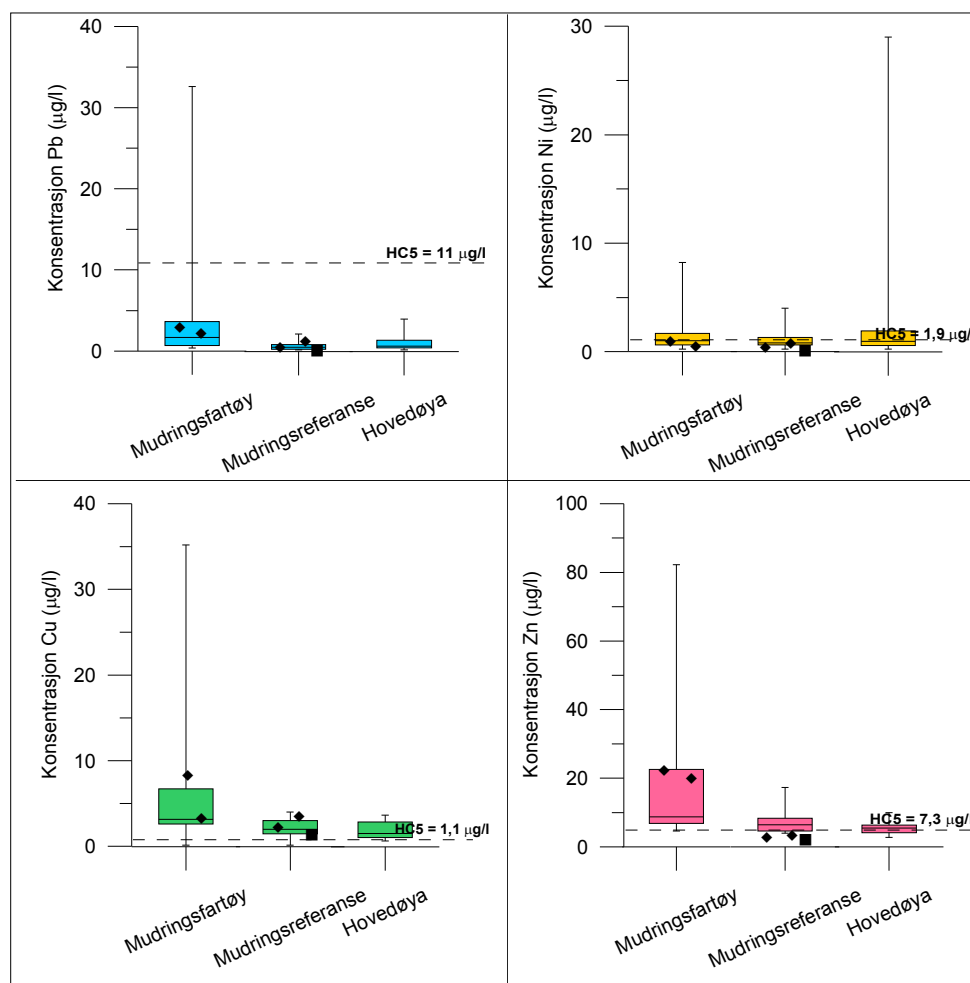 Konsentrasjon Pb (µg/l)
40
30
20
10
0
HC5 = 11 µg/l
Mudringsfartøy
Mudringsreferanse
Hovedøya
Konsentrasjon Ni (µg/l)
30
20
10
0
HC5 = 1,9 µg/l
Mudringsfartøy
Mudringsreferanse
Hovedøya
Konsentrasjon Cu (µg/l)
40
30
20
10
0
HC5 = 1,1 µg/l
Mudringsfartøy
Mudringsreferanse
Hovedøya
Konsentrasjon Zn (µg/l)
100
80
60
40
20
0
HC5 = 7,3 µg/l
Mudringsfartøy
Mudringsreferanse
Hovedøya